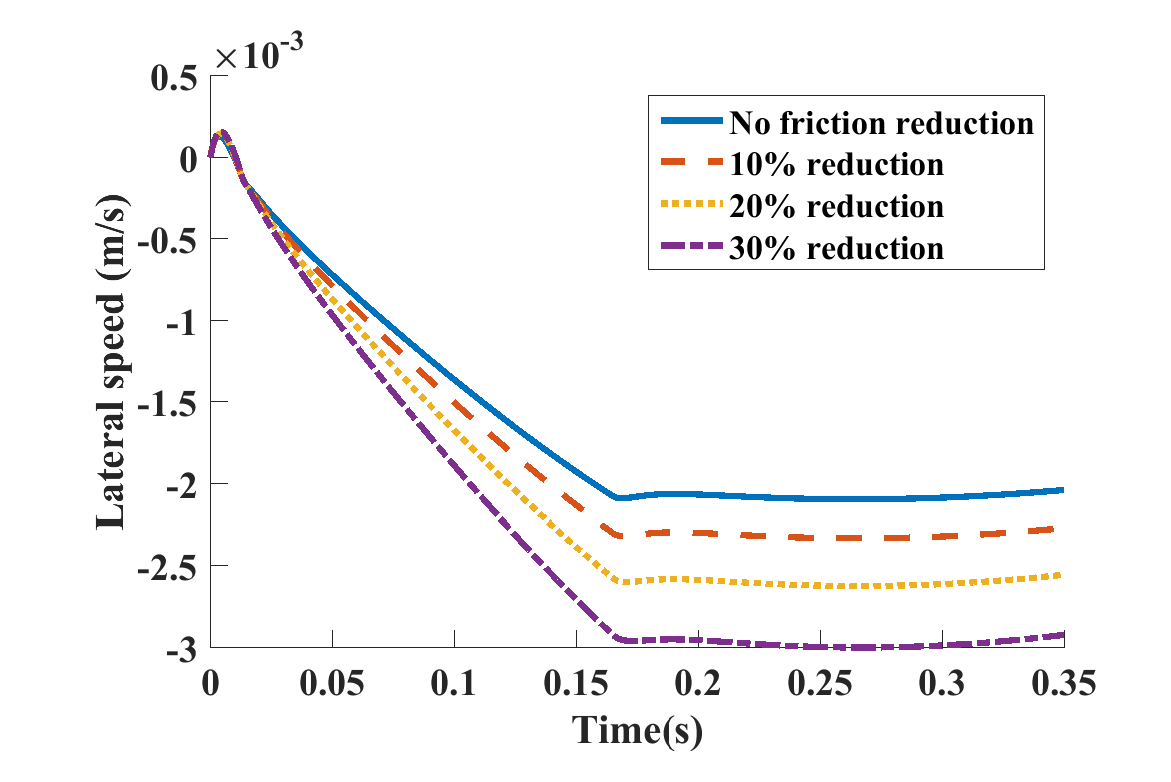 ×10-3
0.5
0
-0.5
-1
-1.5
-2
-2.5
-3
Lateral speed (m/s)
No friction reduction
10% reduction
20% reduction
30% reduction
0 0.05 0.1 0.15 0.2 0.25 0.3 0.35
Time(s)